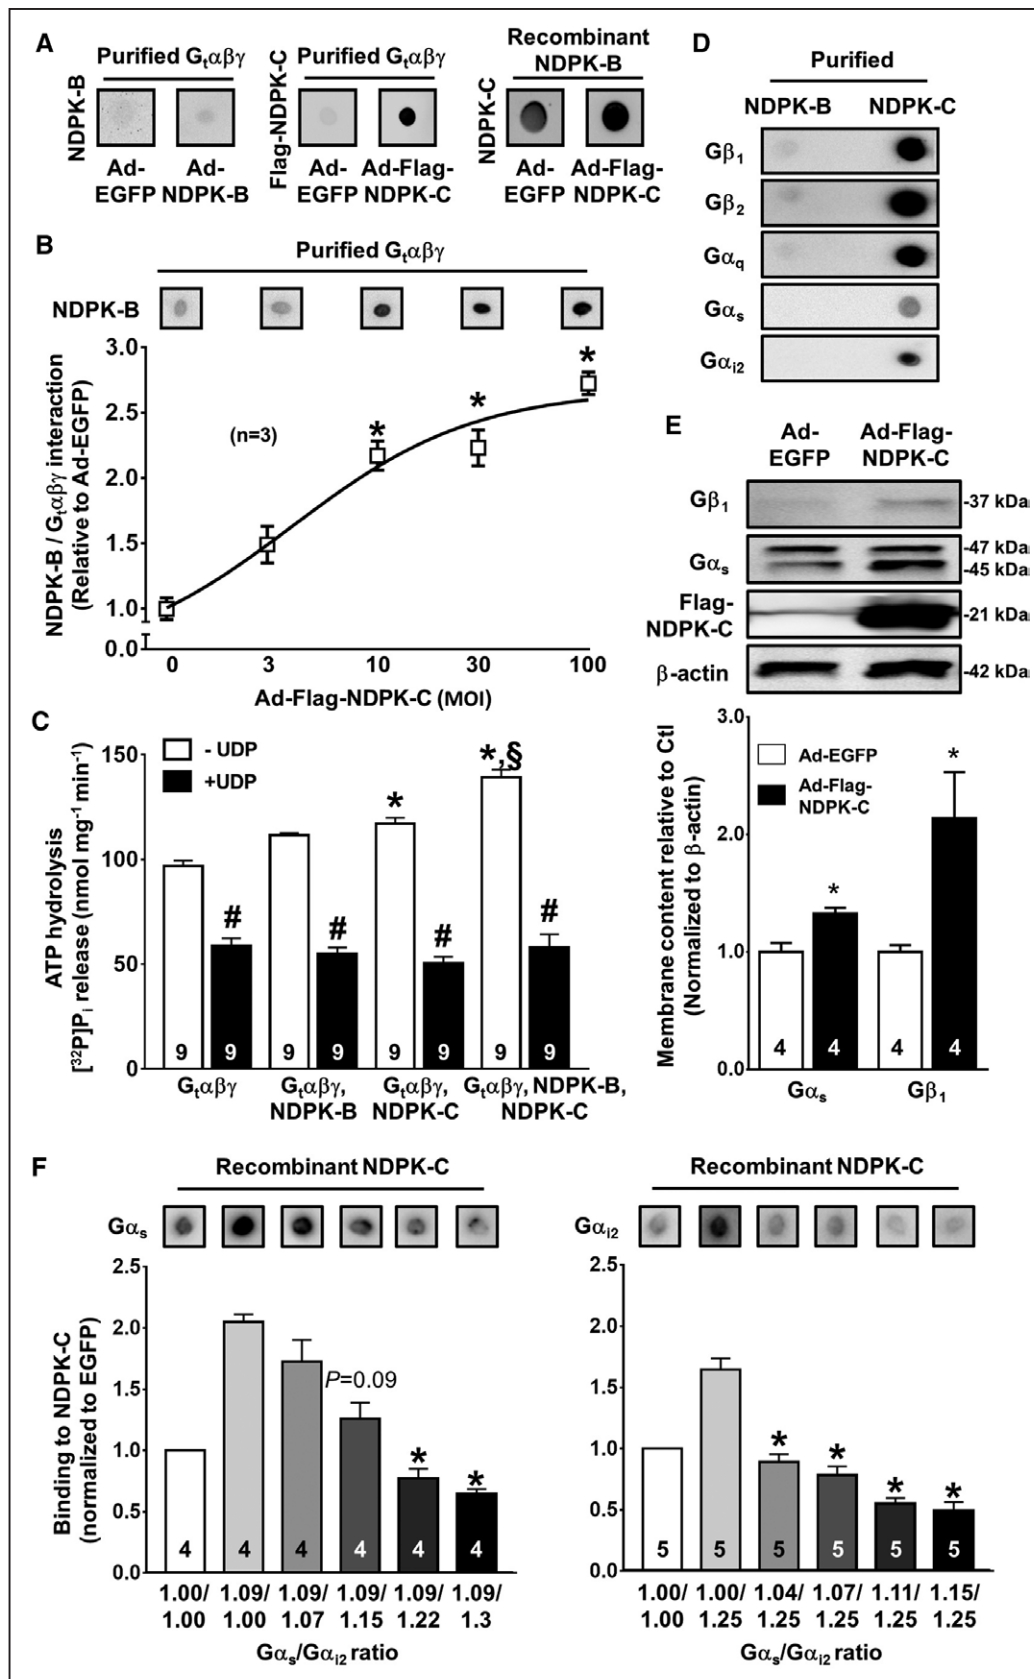 A
Purified Gₜαβγ
NDPK-B
Ad-EGFP
Ad-NDPK-B
Purified Gₜαβγ
Flag-NDPK-C
Ad-EGFP
Ad-Flag-NDPK-C
Recombinant NDPK-B
NDPK-C
Ad-EGFP
Ad-Flag-NDPK-C
B
Purified Gₜαβγ
NDPK-B
NDPK-B / Gₜαβγ interaction
(Relative to Ad-EGFP)
3.0
2.5
2.0
1.5
1.0
0.0
(n=3)
* * *
0 3 10 30 100
Ad-Flag-NDPK-C (MOI)
C
ATP hydrolysis
[³²P]Pᵢ release (nmol mg⁻¹ min⁻¹)
- UDP
+UDP
150
100
50
0
# # * # *,§ #
9 9 9 9 9 9 9 9
Gₜαβγ
Gₜαβγ, NDPK-B
Gₜαβγ, NDPK-C
Gₜαβγ, NDPK-B, NDPK-C
D
Purified
NDPK-B NDPK-C
Gβ₁
Gβ₂
Gα_q
Gαₛ
Gαᵢ₂
E
Ad-EGFP
Ad-Flag-NDPK-C
Gβ₁ -37 kDa
Gαₛ -47 kDa
-45 kDa
Flag-NDPK-C -21 kDa
β-actin -42 kDa
Membrane content relative to Ctl
(Normalized to β-actin)
3.0
2.0
1.0
0.0
Ad-EGFP
Ad-Flag-NDPK-C
* *
4 4 4 4
Gαₛ Gβ₁
F
Recombinant NDPK-C
Gαₛ
Binding to NDPK-C
(normalized to EGFP)
2.5
2.0
1.5
1.0
0.5
0.0
P=0.09
* *
4 4 4 4 4 4
1.00/ 1.09/ 1.09/ 1.09/ 1.09/ 1.09/
1.00 1.00 1.07 1.15 1.22 1.3
Gαₛ/Gαᵢ₂ ratio
Recombinant NDPK-C
Gαᵢ₂
2.5
2.0
1.5
1.0
0.5
0.0
* * * *
5 5 5 5 5 5
1.00/ 1.00/ 1.04/ 1.07/ 1.11/ 1.15/
1.00 1.25 1.25 1.25 1.25 1.25
Gαₛ/Gαᵢ₂ ratio